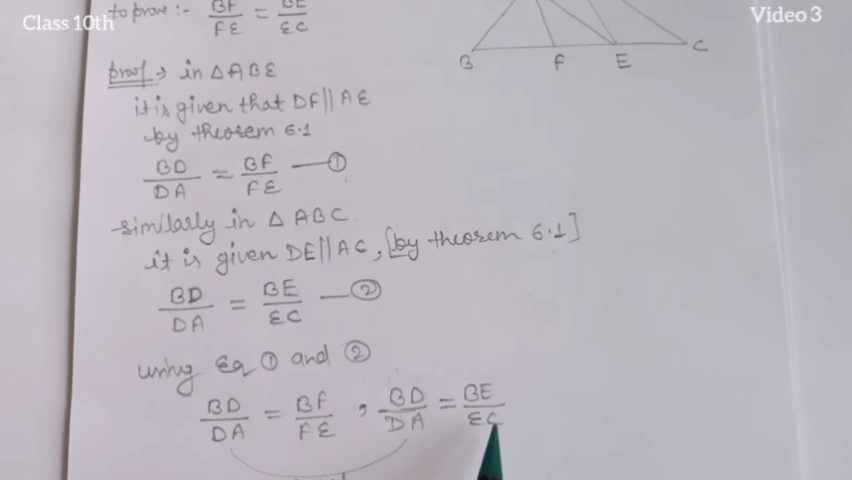 Class 10th
Video 3
to prove :- BF/FE = BE/EC
B F E C
proof → in △ABE
it is given that DF||AE
by theorem 6.1
BD/DA = BF/FE — ①
similarly in △ ABC
it is given DE||AC, [by theorem 6.1]
BD/DA = BE/EC — ②
using Eq ① and ②
BD/DA = BF/FE , BD/DA = BE/EC